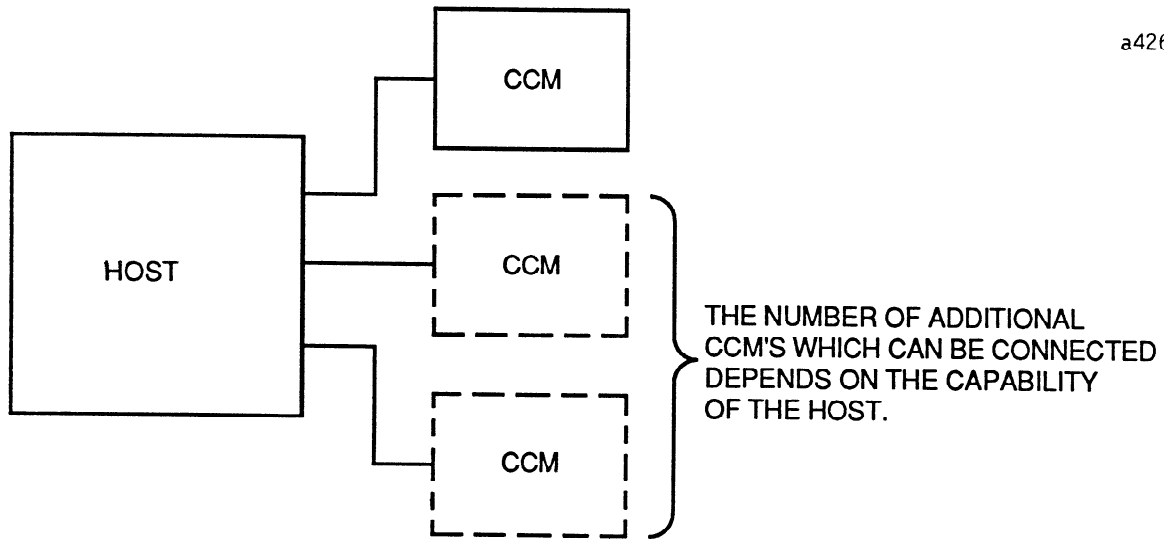 a426
CCM
HOST
CCM
THE NUMBER OF ADDITIONAL
CCM'S WHICH CAN BE CONNECTED
DEPENDS ON THE CAPABILITY
OF THE HOST.
CCM